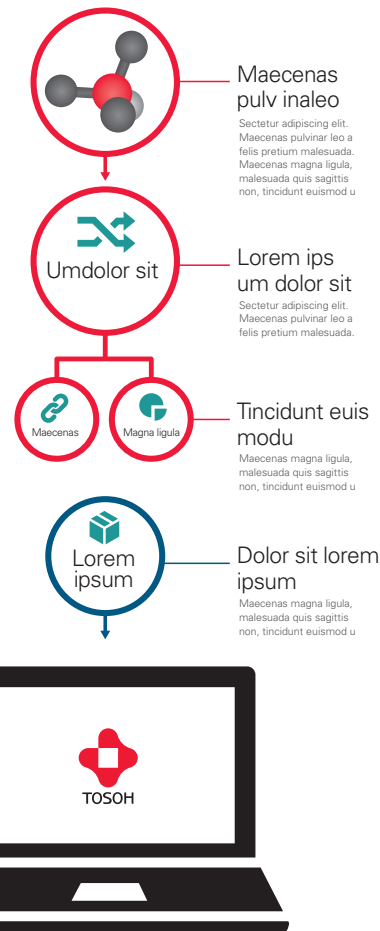 Maecenas
pulv inaleo
Sectetur adipiscing elit.
Maecenas pulvinar leo a
felis pretium malesuada.
Maecenas magna ligula,
malesuada quis sagittis
non, tincidunt euismod u
Umdolor sit
Lorem ips
um dolor sit
Sectetur adipiscing elit.
Maecenas pulvinar leo a
felis pretium malesuada.
Maecenas
Magna ligula
Tincidunt euis
modu
Maecenas magna ligula,
malesuada quis sagittis
non, tincidunt euismod u
Lorem
ipsum
Dolor sit lorem
ipsum
Maecenas magna ligula,
malesuada quis sagittis
non, tincidunt euismod u
TOSOH